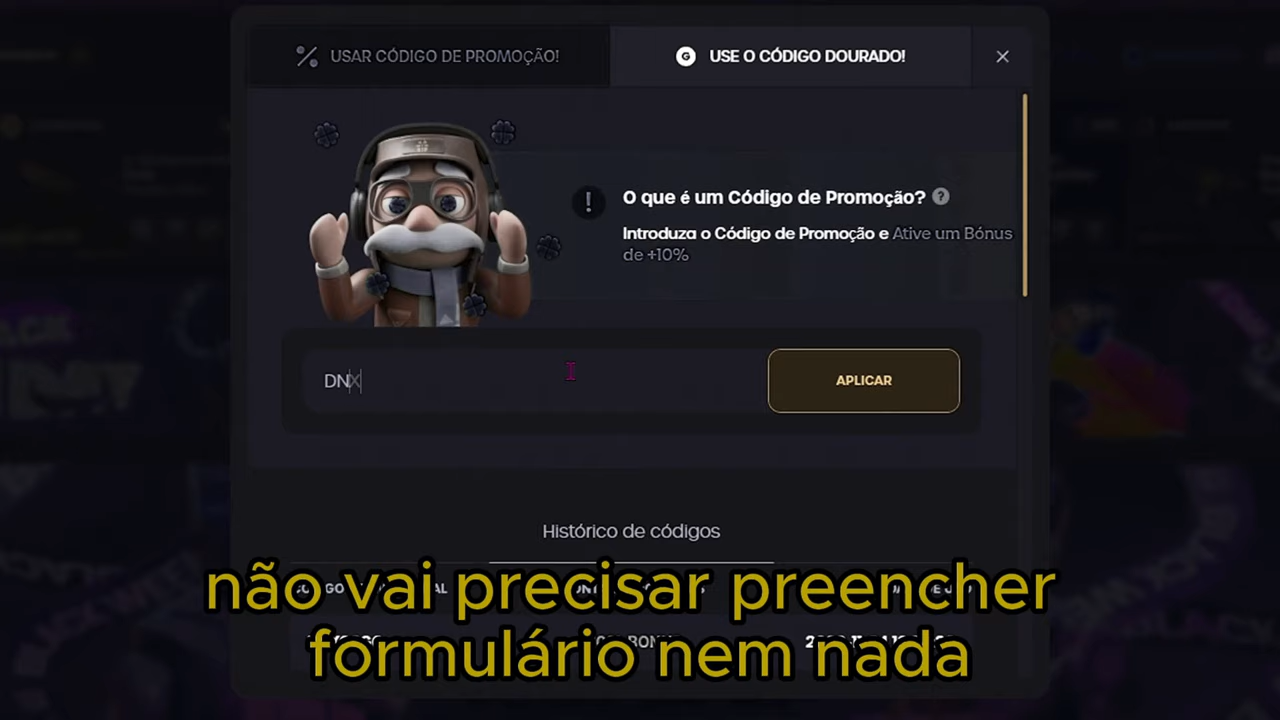 USAR CÓDIGO DE PROMOÇÃO!
G USE O CÓDIGO DOURADO!
! O que é um Código de Promoção? ?
Introduza o Código de Promoção e Ative um Bónus
de +10%
DNX
APLICAR
Histórico de códigos
não vai precisar preencher
formulário nem nada